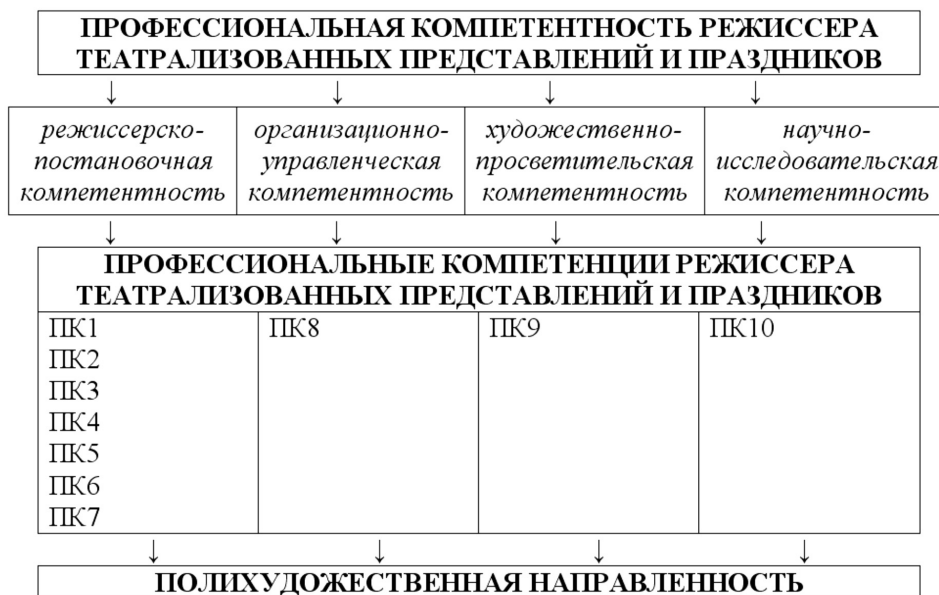 ПРОФЕССИОНАЛЬНАЯ КОМПЕТЕНТНОСТЬ РЕЖИССЕРА
ТЕАТРАЛИЗОВАННЫХ ПРЕДСТАВЛЕНИЙ И ПРАЗДНИКОВ
режиссерско-
постановочная
компетентность
организационно-
управленческая
компетентность
художественно-
просветительская
компетентность
научно-
исследовательская
компетентность
ПРОФЕССИОНАЛЬНЫЕ КОМПЕТЕНЦИИ РЕЖИССЕРА
ТЕАТРАЛИЗОВАННЫХ ПРЕДСТАВЛЕНИЙ И ПРАЗДНИКОВ
ПК1
ПК2
ПК3
ПК4
ПК5
ПК6
ПК7
ПК8
ПК9
ПК10
ПОЛИХУДОЖЕСТВЕННАЯ НАПРАВЛЕННОСТЬ